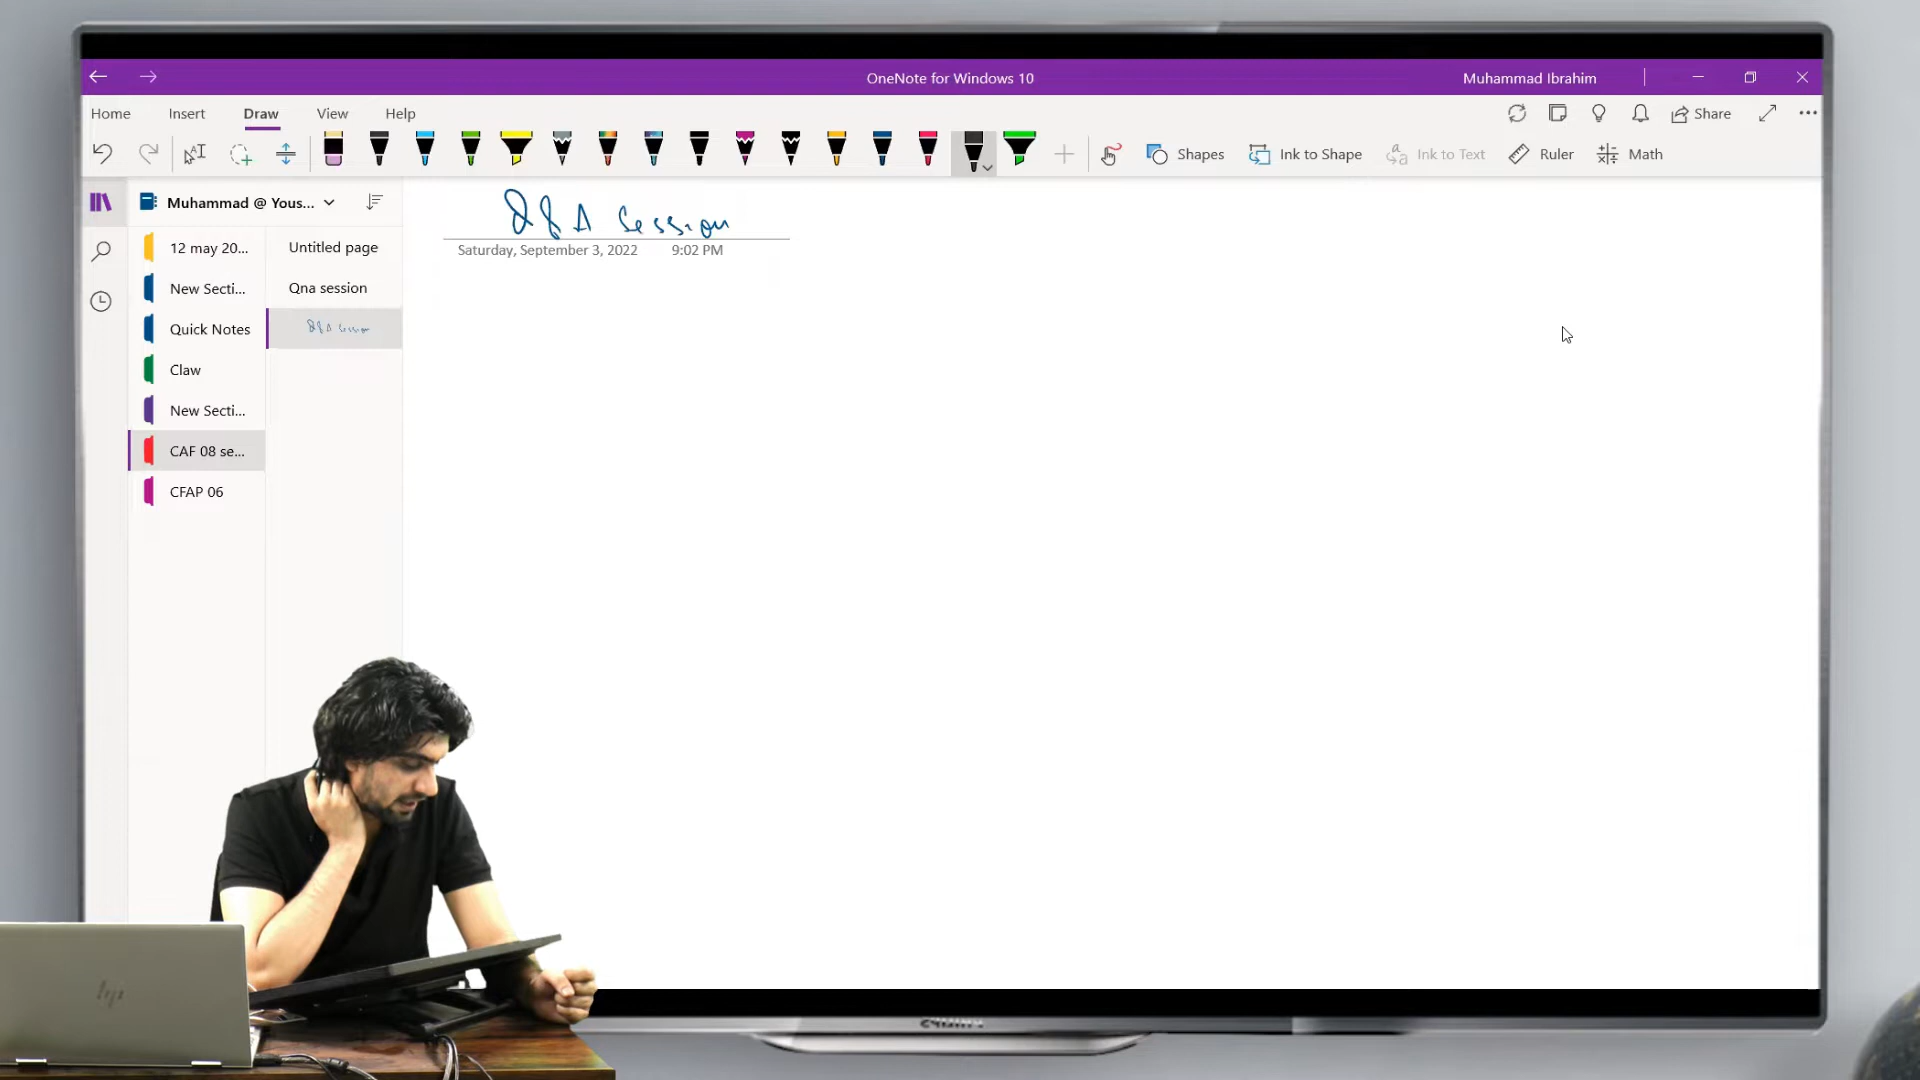 OneNote for Windows 10
Muhammad Ibrahim
Home Insert Draw View Help
Share
Shapes Ink to Shape Ink to Text Ruler Math
Muhammad @ Yous...
12 may 20...
New Secti...
Quick Notes
Claw
New Secti...
CAF 08 se...
CFAP 06
Untitled page
Qna session
Q&A Session
Q&A Session
Saturday, September 3, 2022 9:02 PM
hp